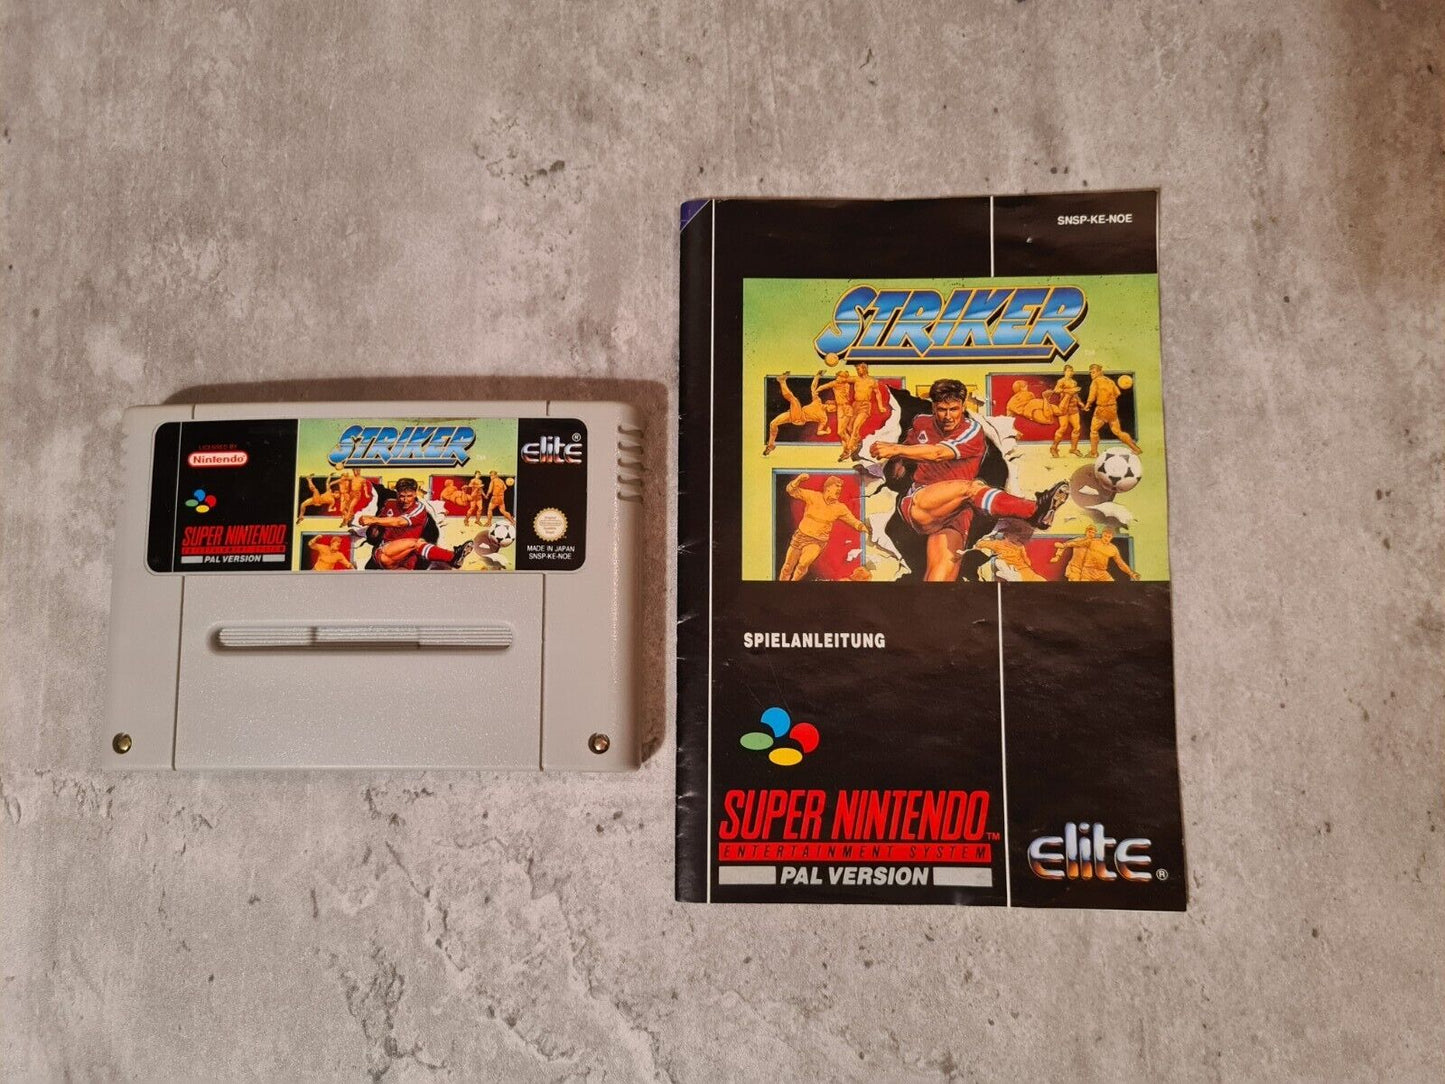 LICENSED BY
Nintendo
SUPER NINTENDO
ENTERTAINMENT SYSTEM
PAL VERSION
STRIKER
elite®
MADE IN JAPAN
SNSP-KE-NOE
SNSP-KE-NOE
STRIKER
SPIELANLEITUNG
SUPER NINTENDO™
ENTERTAINMENT SYSTEM
PAL VERSION
elite®